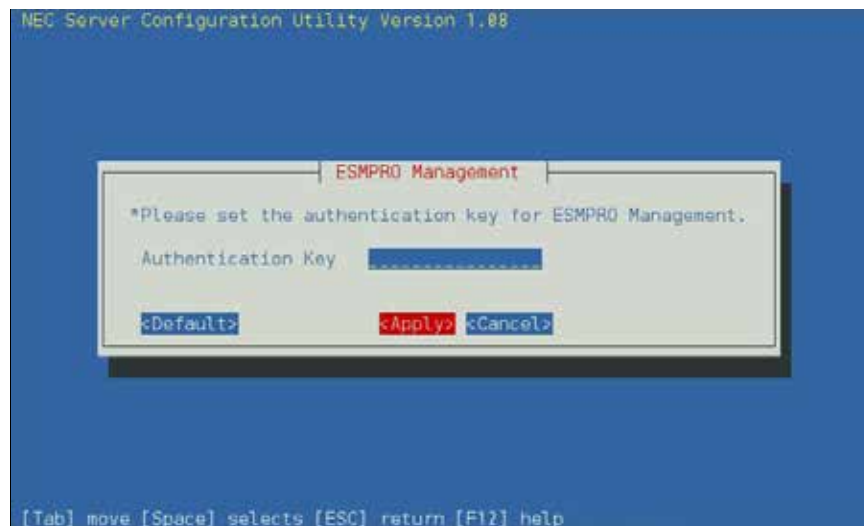 NEC Server Configuration Utility Version 1.08
ESMPRO Management
*Please set the authentication key for ESMPRO Management.
Authentication Key
<Default> <Apply> <Cancel>
[Tab] move [Space] selects [ESC] return [F12] help